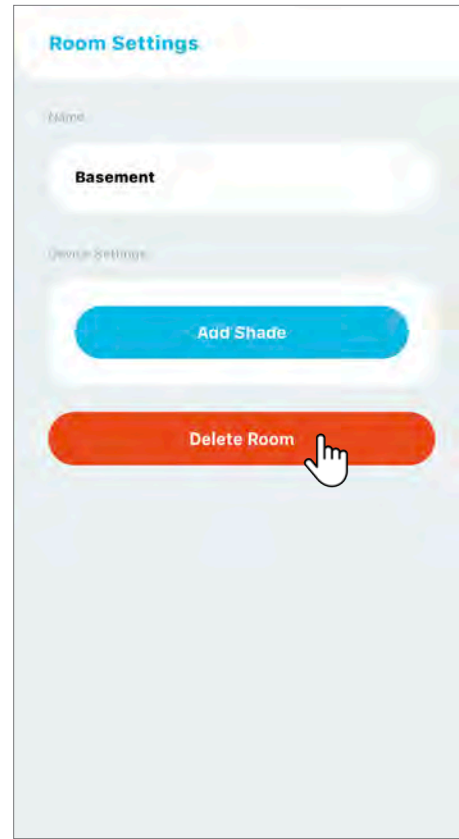 Room Settings
Name
Basement
Device Settings
Add Shade
Delete Room